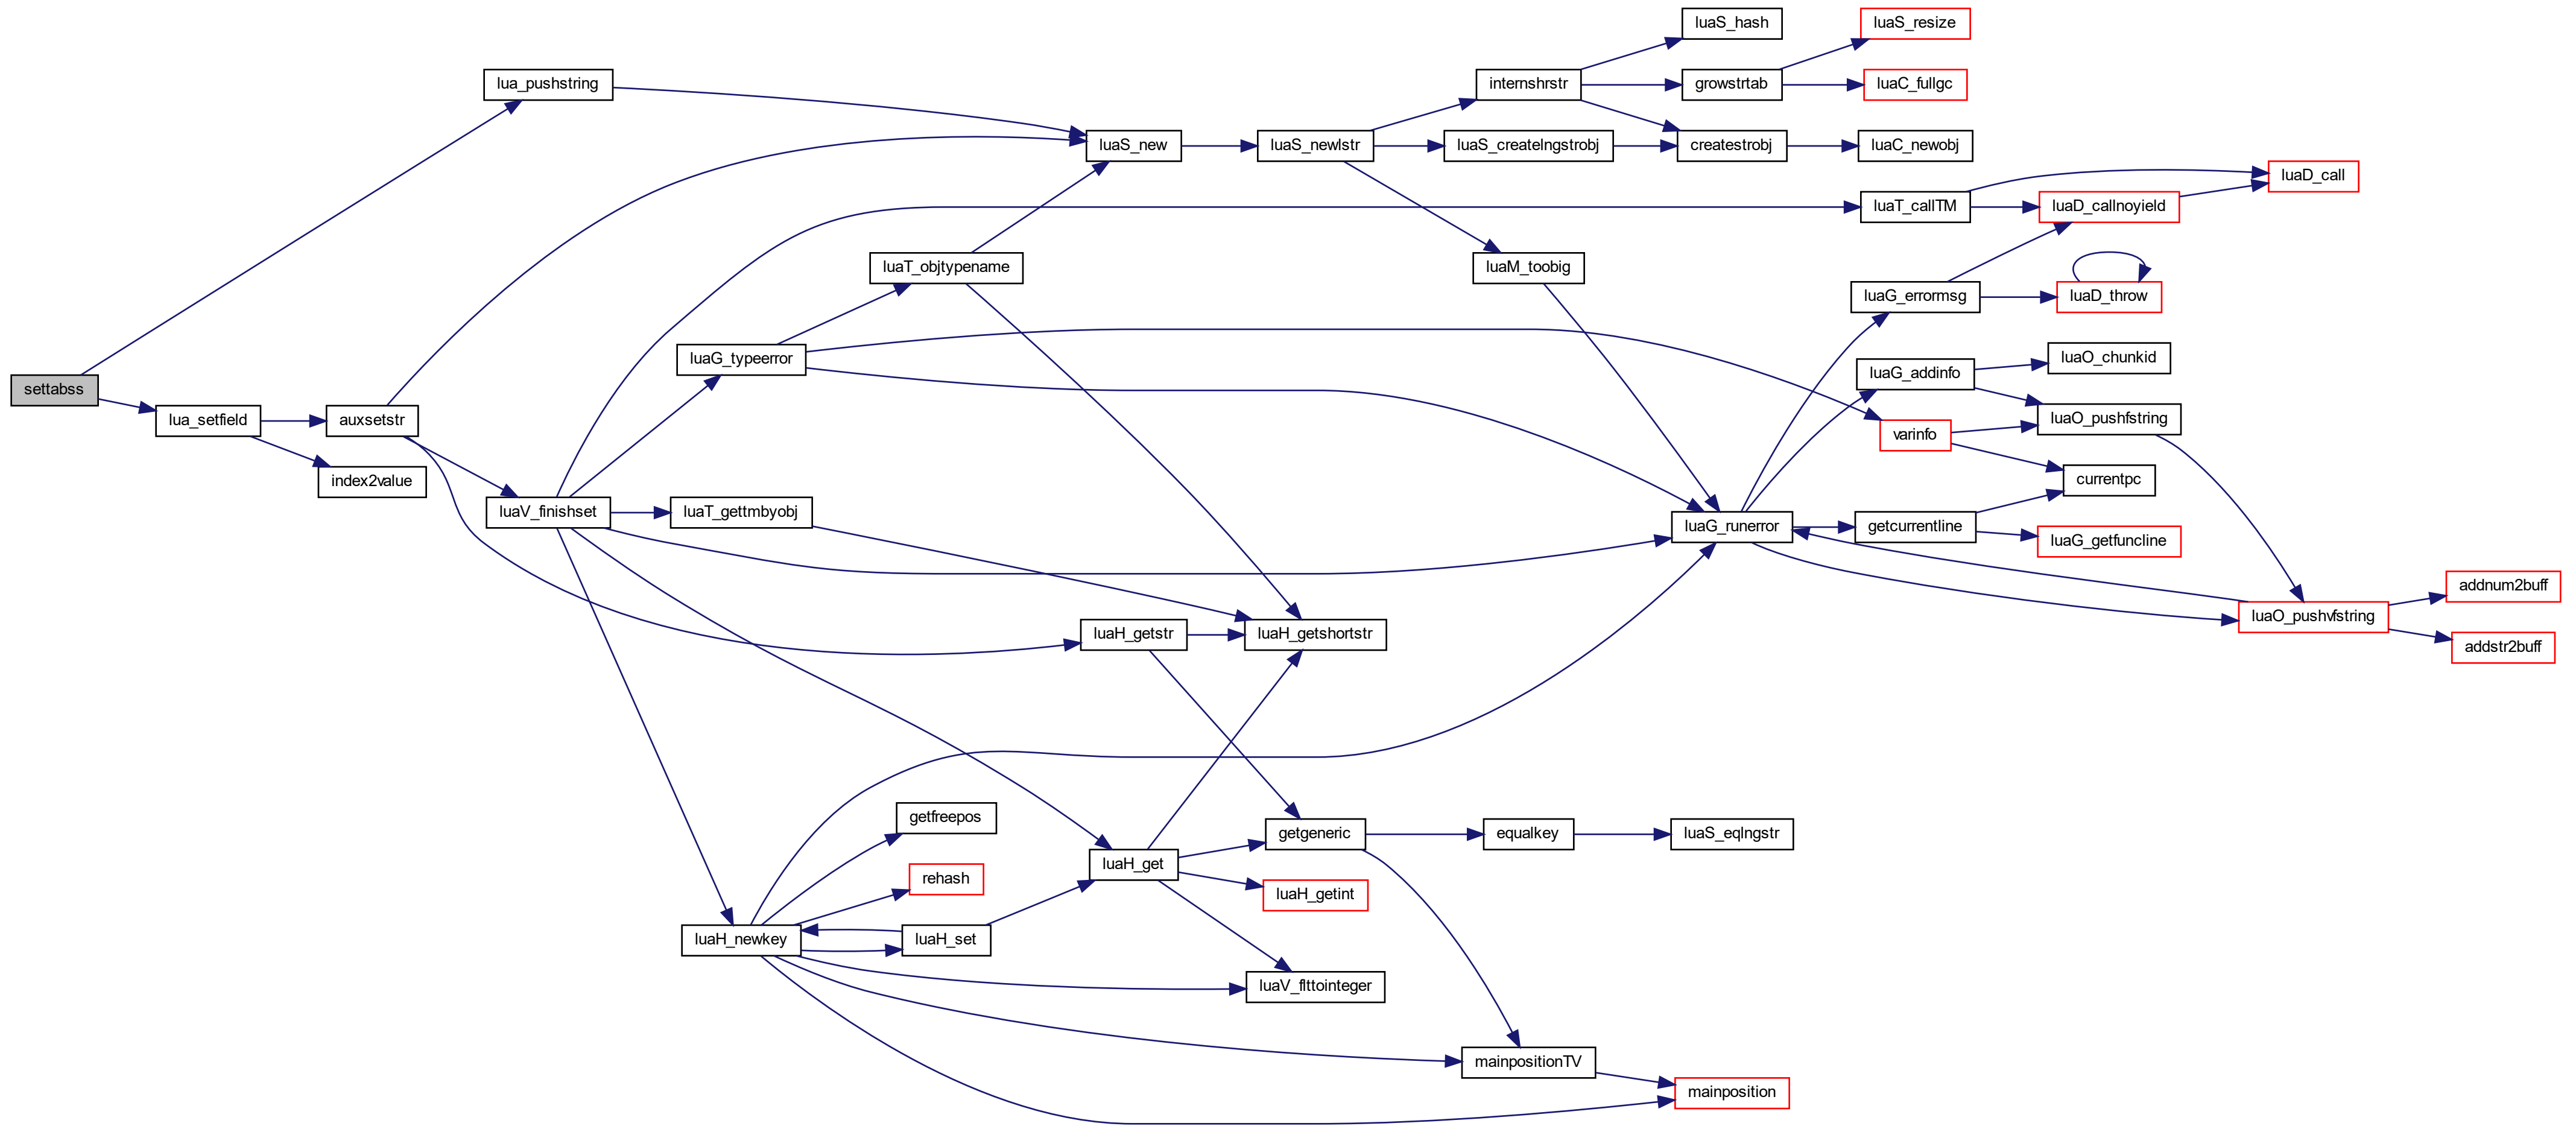 luaS_hash
luaS_resize
lua_pushstring
internshrstr
growstrtab
luaC_fullgc
luaS_new
luaS_newlstr
luaS_createlngstrobj
createstrobj
luaC_newobj
luaD_call
luaT_callTM
luaD_callnoyield
luaT_objtypename
luaM_toobig
luaG_errormsg
luaD_throw
luaG_typeerror
luaO_chunkid
luaG_addinfo
settabss
lua_setfield
auxsetstr
luaO_pushfstring
varinfo
index2value
currentpc
luaV_finishset
luaT_gettmbyobj
luaG_runerror
getcurrentline
luaG_getfuncline
addnum2buff
luaO_pushvfstring
luaH_getstr
luaH_getshortstr
addstr2buff
getfreepos
getgeneric
equalkey
luaS_eqlngstr
luaH_get
rehash
luaH_getint
luaH_newkey
luaH_set
luaV_flttointeger
mainpositionTV
mainposition